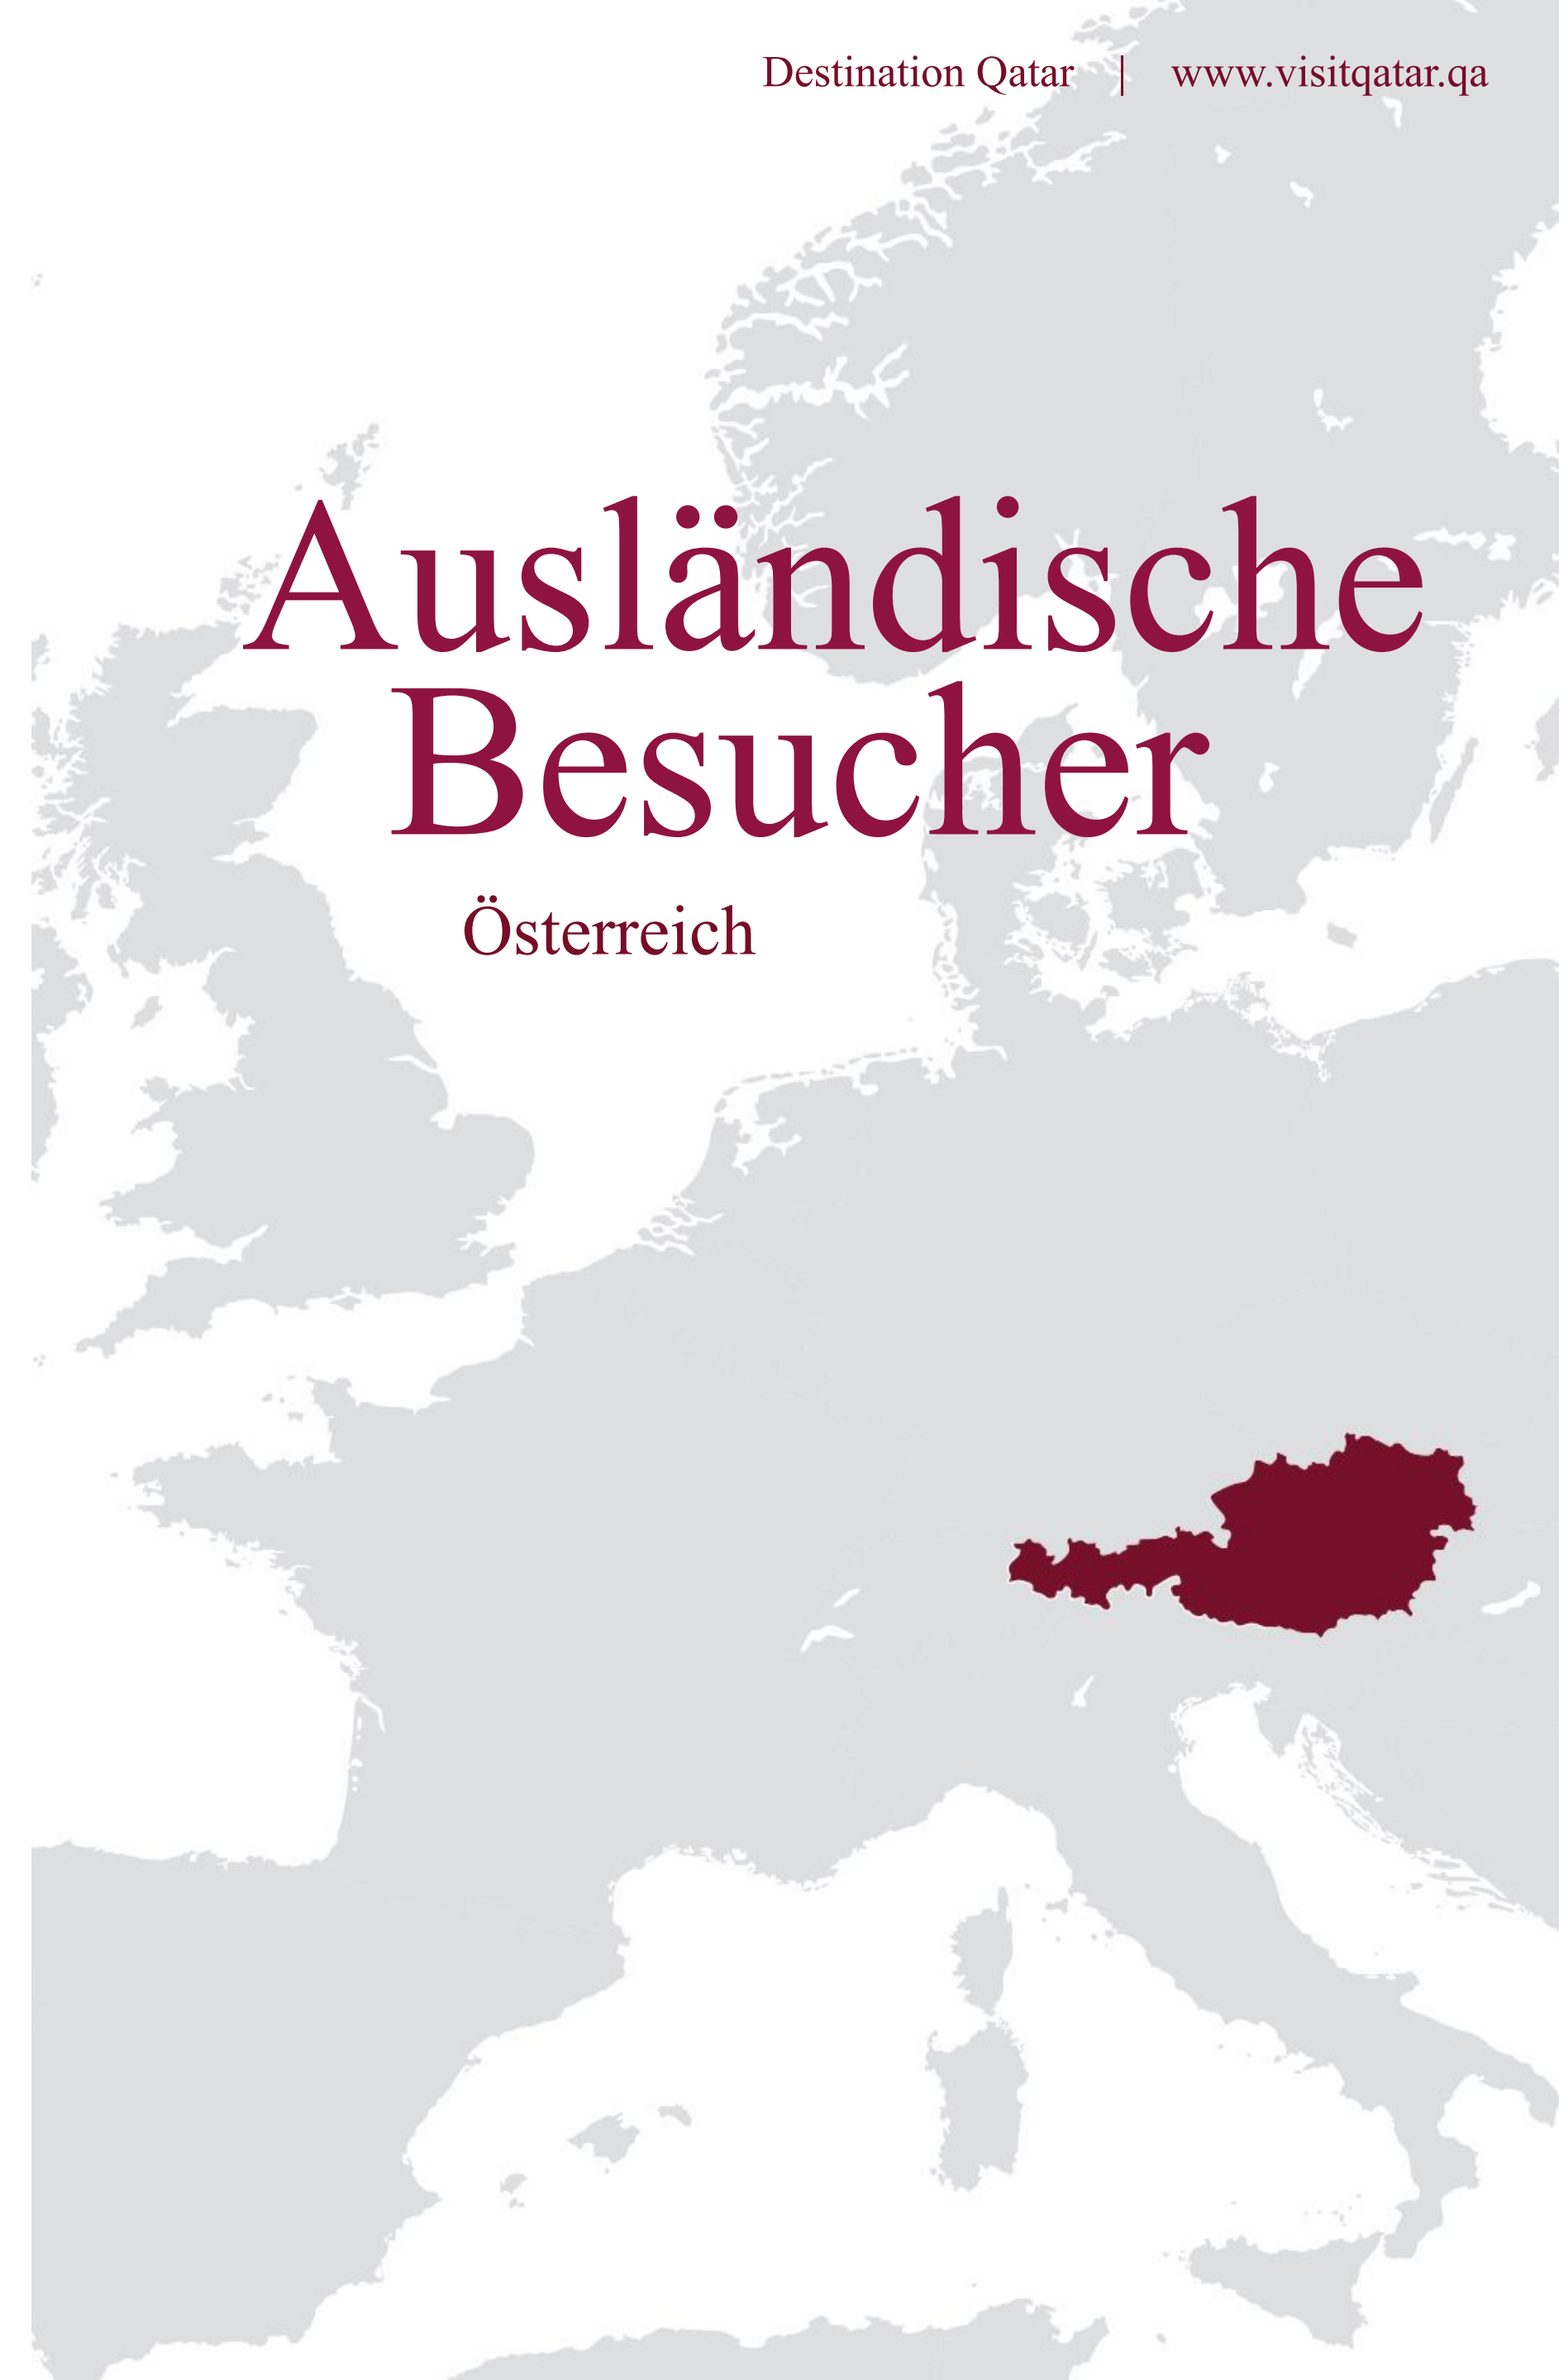 Destination Qatar | www.visitqatar.qa
Ausländische
Besucher
Österreich